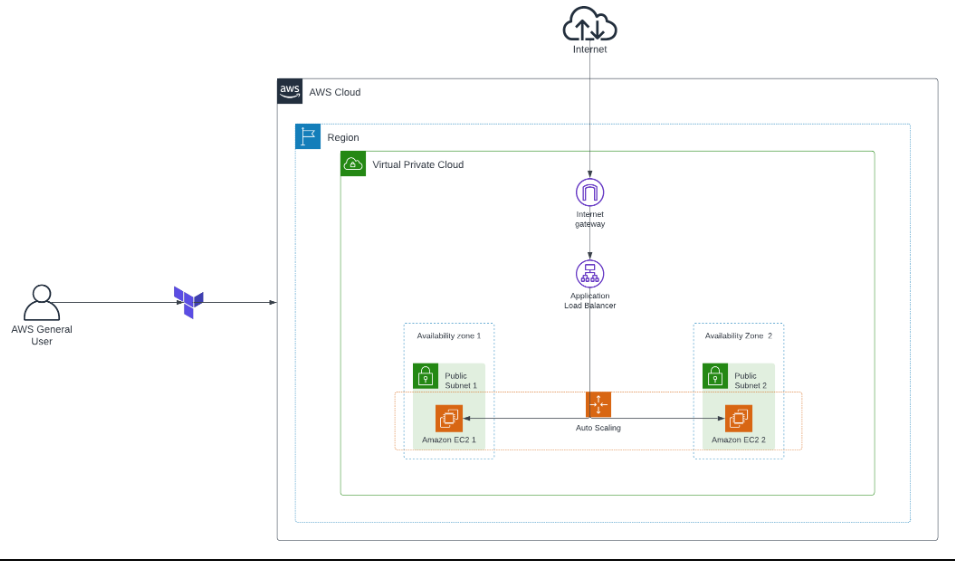 Internet
aws
AWS Cloud
Region
Virtual Private Cloud
Internet
gateway
Application
Load Balancer
AWS General
User
Availability zone 1
Availability Zone 2
Public
Subnet 1
Public
Subnet 2
Auto Scaling
Amazon EC2 1
Amazon EC2 2